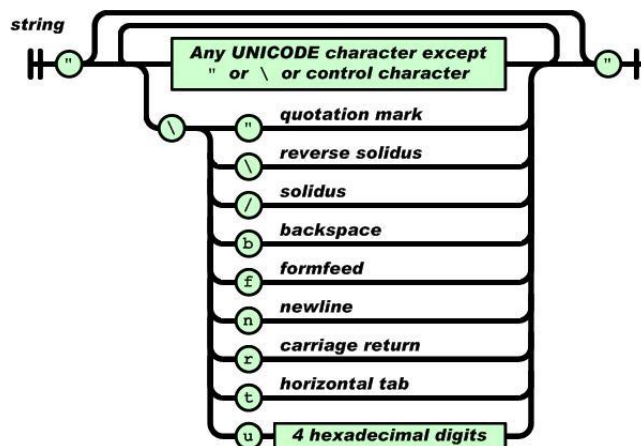 string
" Any UNICODE character except "
" or \ or control character
\ " quotation mark
\ reverse solidus
/ solidus
b backspace
f formfeed
n newline
r carriage return
t horizontal tab
u 4 hexadecimal digits